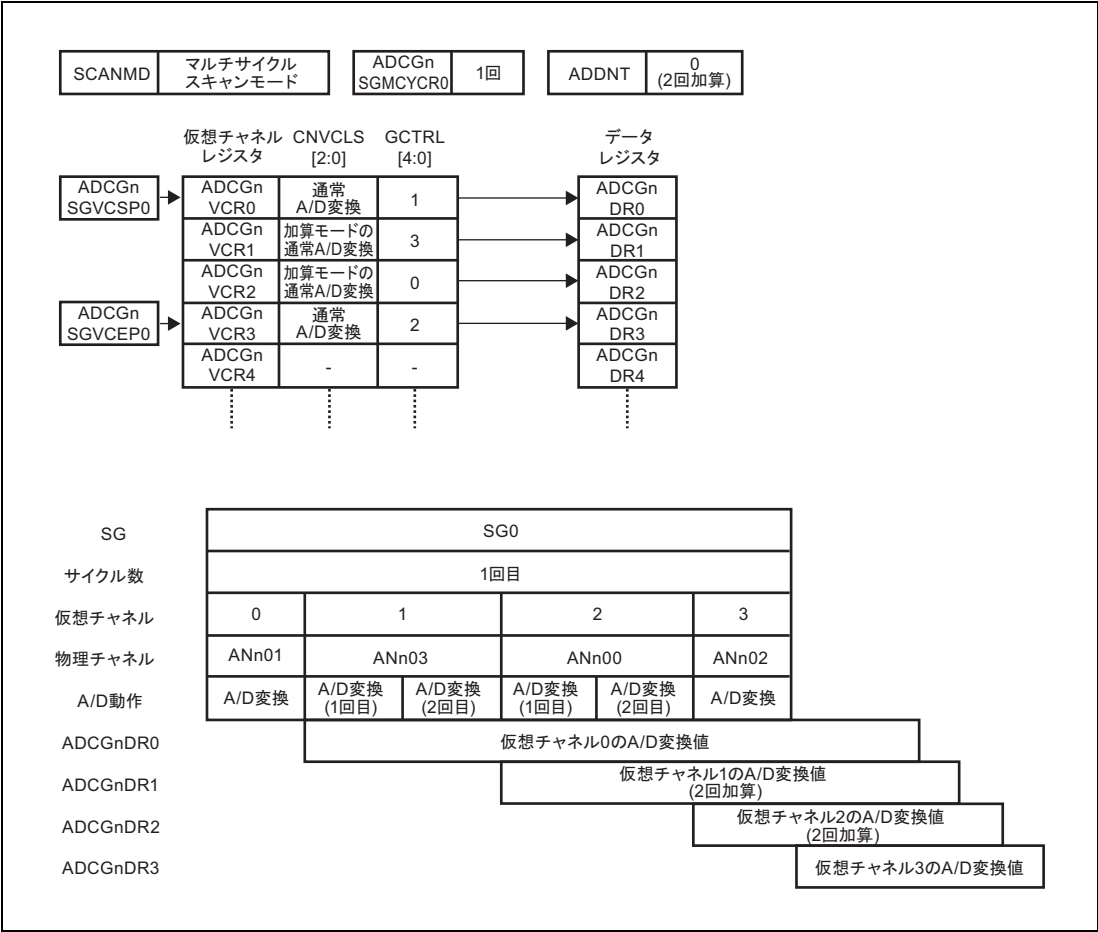 SCANMD
マルチサイクル
スキャンモード
ADCGn
SGMCYCR0
1回
ADDNT
0
(2回加算)
仮想チャネル
レジスタ
CNVCLS
[2:0]
GCTRL
[4:0]
データ
レジスタ
ADCGn
SGVCSP0
ADCGn
VCR0
通常
A/D変換
1
ADCGn
DR0
ADCGn
VCR1
加算モードの
通常A/D変換
3
ADCGn
DR1
ADCGn
VCR2
加算モードの
通常A/D変換
0
ADCGn
DR2
ADCGn
SGVCEP0
ADCGn
VCR3
通常
A/D変換
2
ADCGn
DR3
ADCGn
VCR4
-
-
ADCGn
DR4
SG
SG0
サイクル数
1回目
仮想チャネル
0
1
2
3
物理チャネル
ANn01
ANn03
ANn00
ANn02
A/D動作
A/D変換
A/D変換
(1回目)
A/D変換
(2回目)
A/D変換
(1回目)
A/D変換
(2回目)
A/D変換
ADCGnDR0
仮想チャネル0のA/D変換値
ADCGnDR1
仮想チャネル1のA/D変換値
(2回加算)
ADCGnDR2
仮想チャネル2のA/D変換値
(2回加算)
ADCGnDR3
仮想チャネル3のA/D変換値